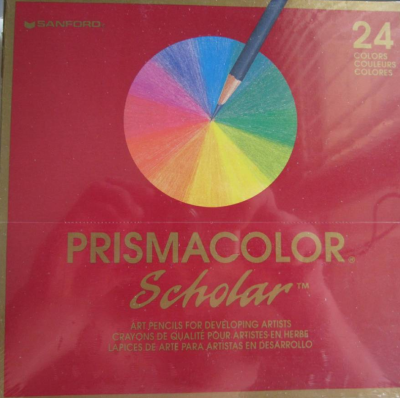 SANFORD®
24
COLORS
COULEURS
COLORES
PRISMACOLOR®
Scholar™
ART PENCILS FOR DEVELOPING ARTISTS
CRAYONS DE QUALITÉ POUR ARTISTES EN HERBE
LÁPICES DE ARTE PARA ARTISTAS EN DESARROLLO